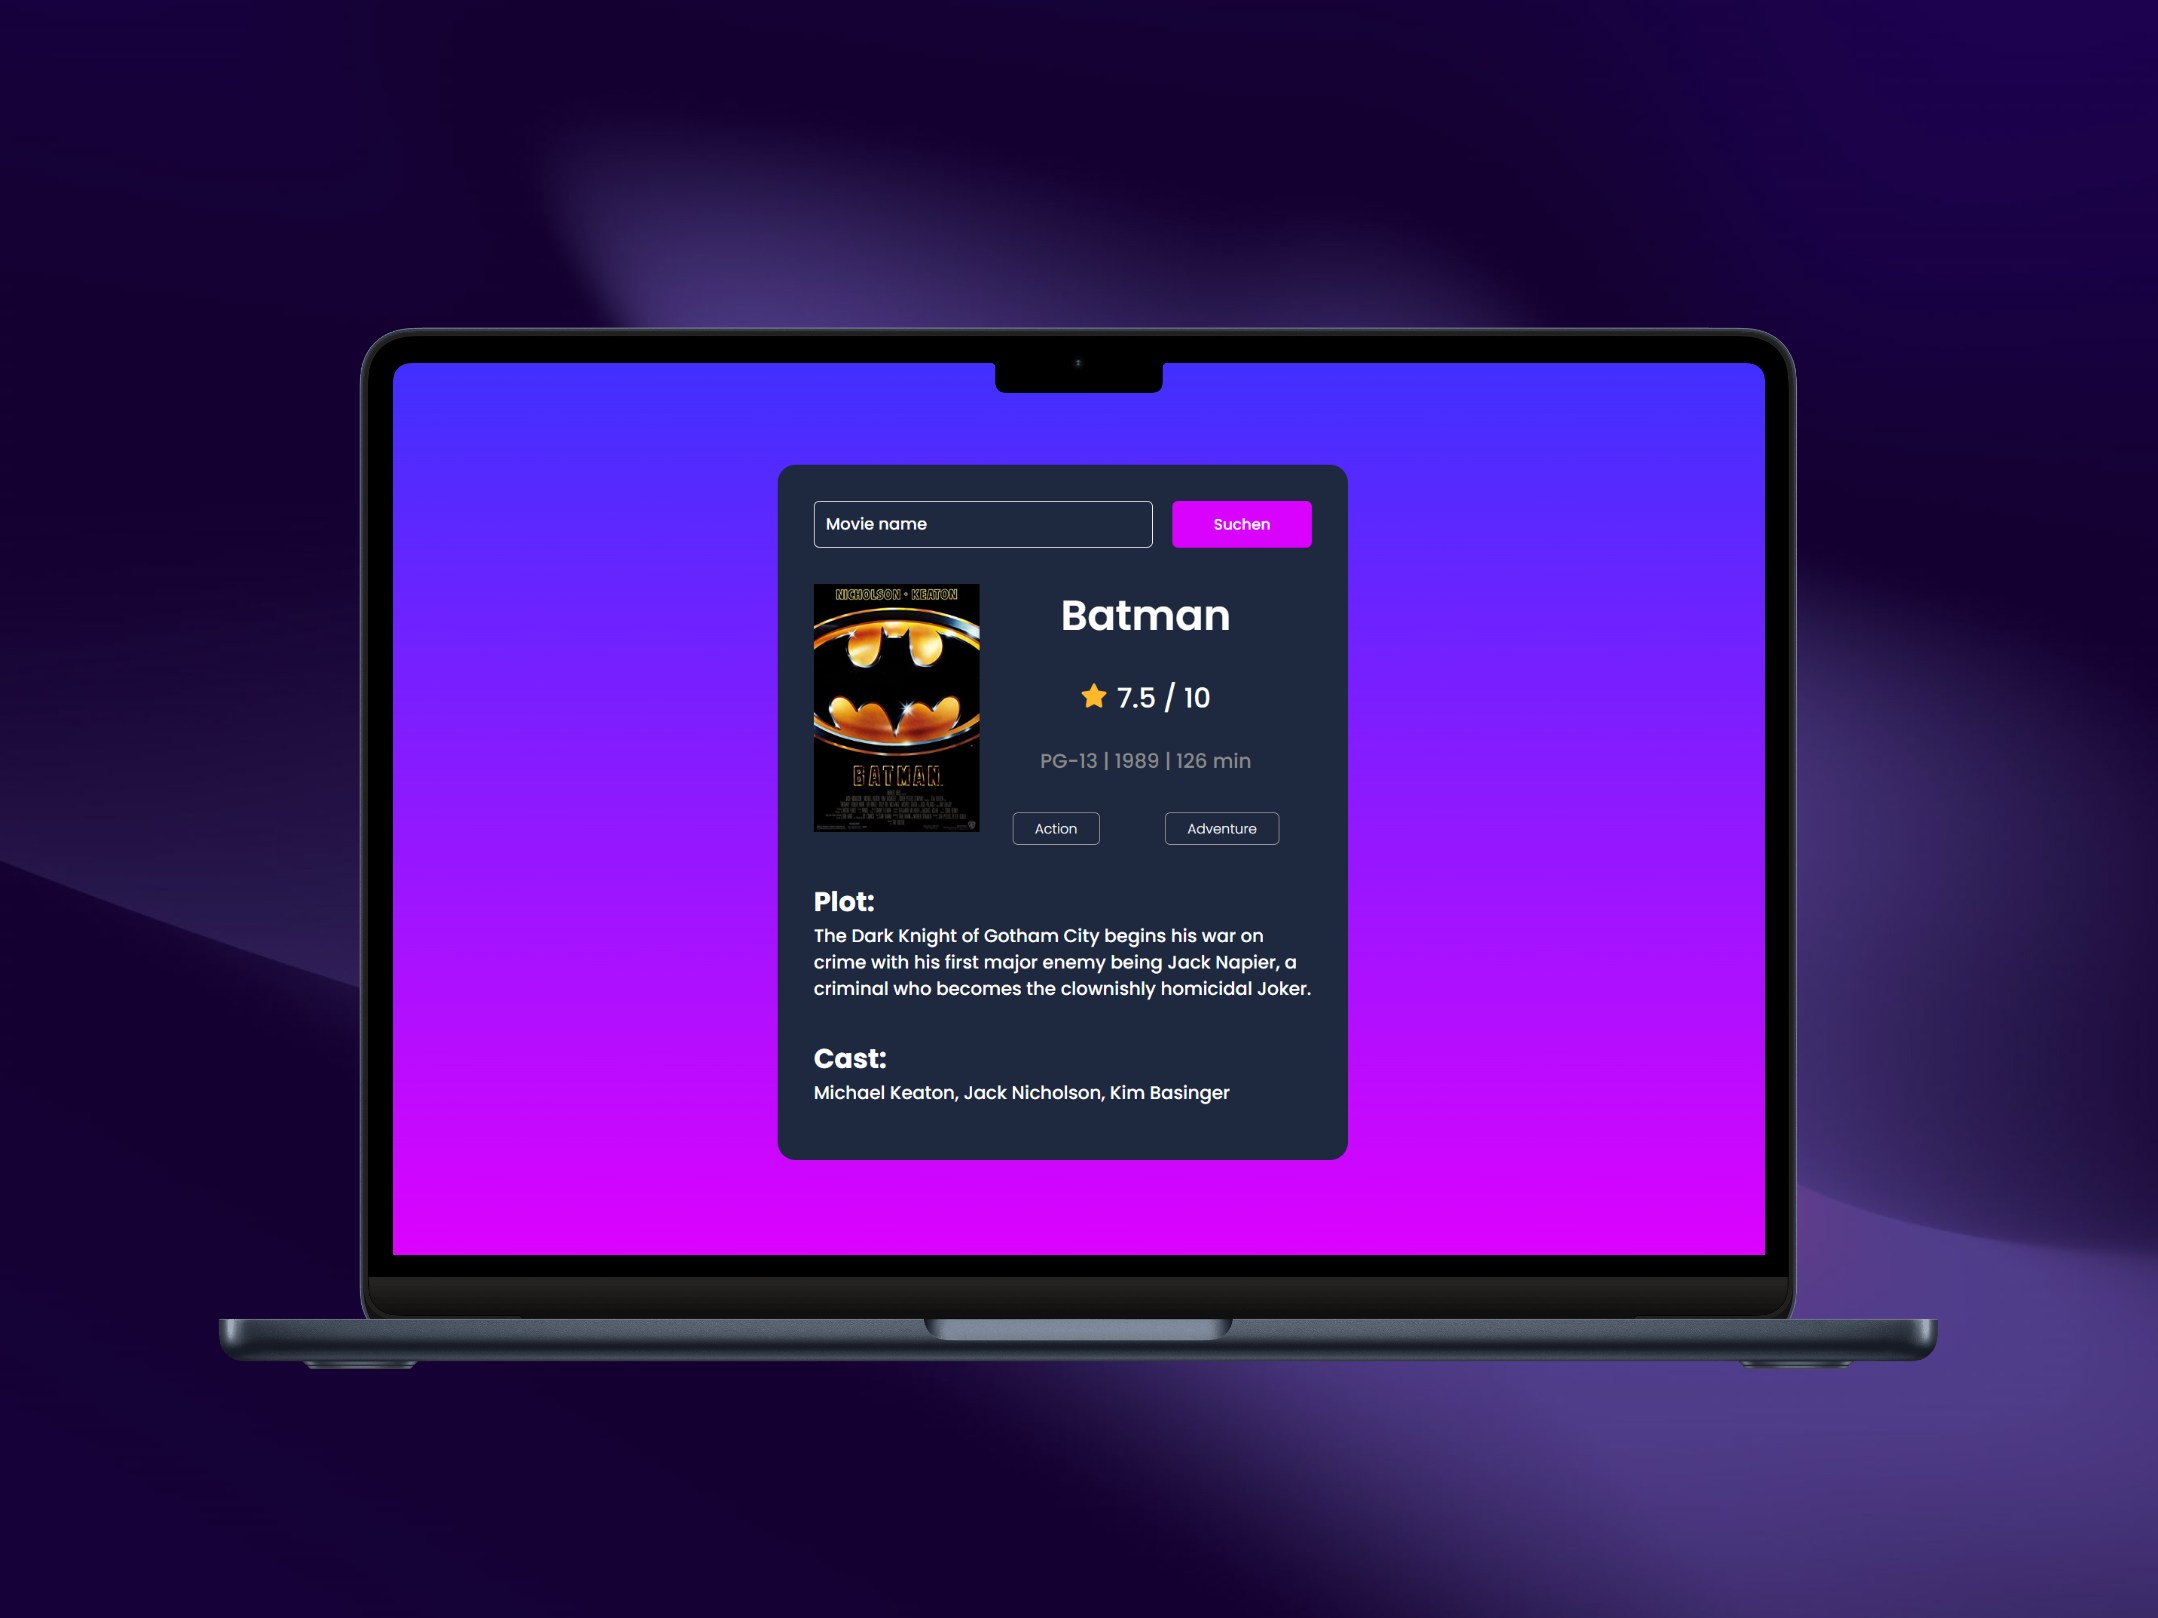 Movie name
Suchen
NICHOLSON • KEATON
BATMAN
Batman
7.5 / 10
PG-13 | 1989 | 126 min
Action
Adventure
Plot:
The Dark Knight of Gotham City begins his war on
crime with his first major enemy being Jack Napier, a
criminal who becomes the clownishly homicidal Joker.
Cast:
Michael Keaton, Jack Nicholson, Kim Basinger